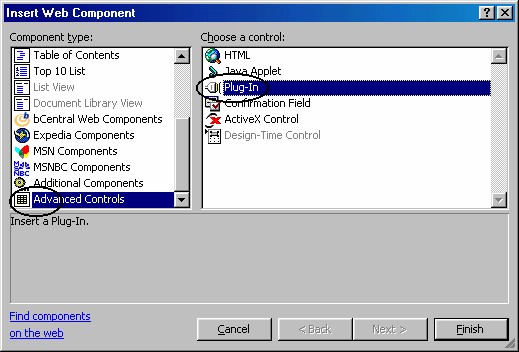 Insert Web Component
Component type:
Table of Contents
Top 10 List
List View
Document Library View
bCentral Web Components
Expedia Components
MSN Components
MSNBC Components
Additional Components
Advanced Controls
Choose a control:
HTML
Java Applet
Plug-In
Confirmation Field
ActiveX Control
Design-Time Control
Insert a Plug-In.
Find components
on the web
Cancel
< Back
Next >
Finish